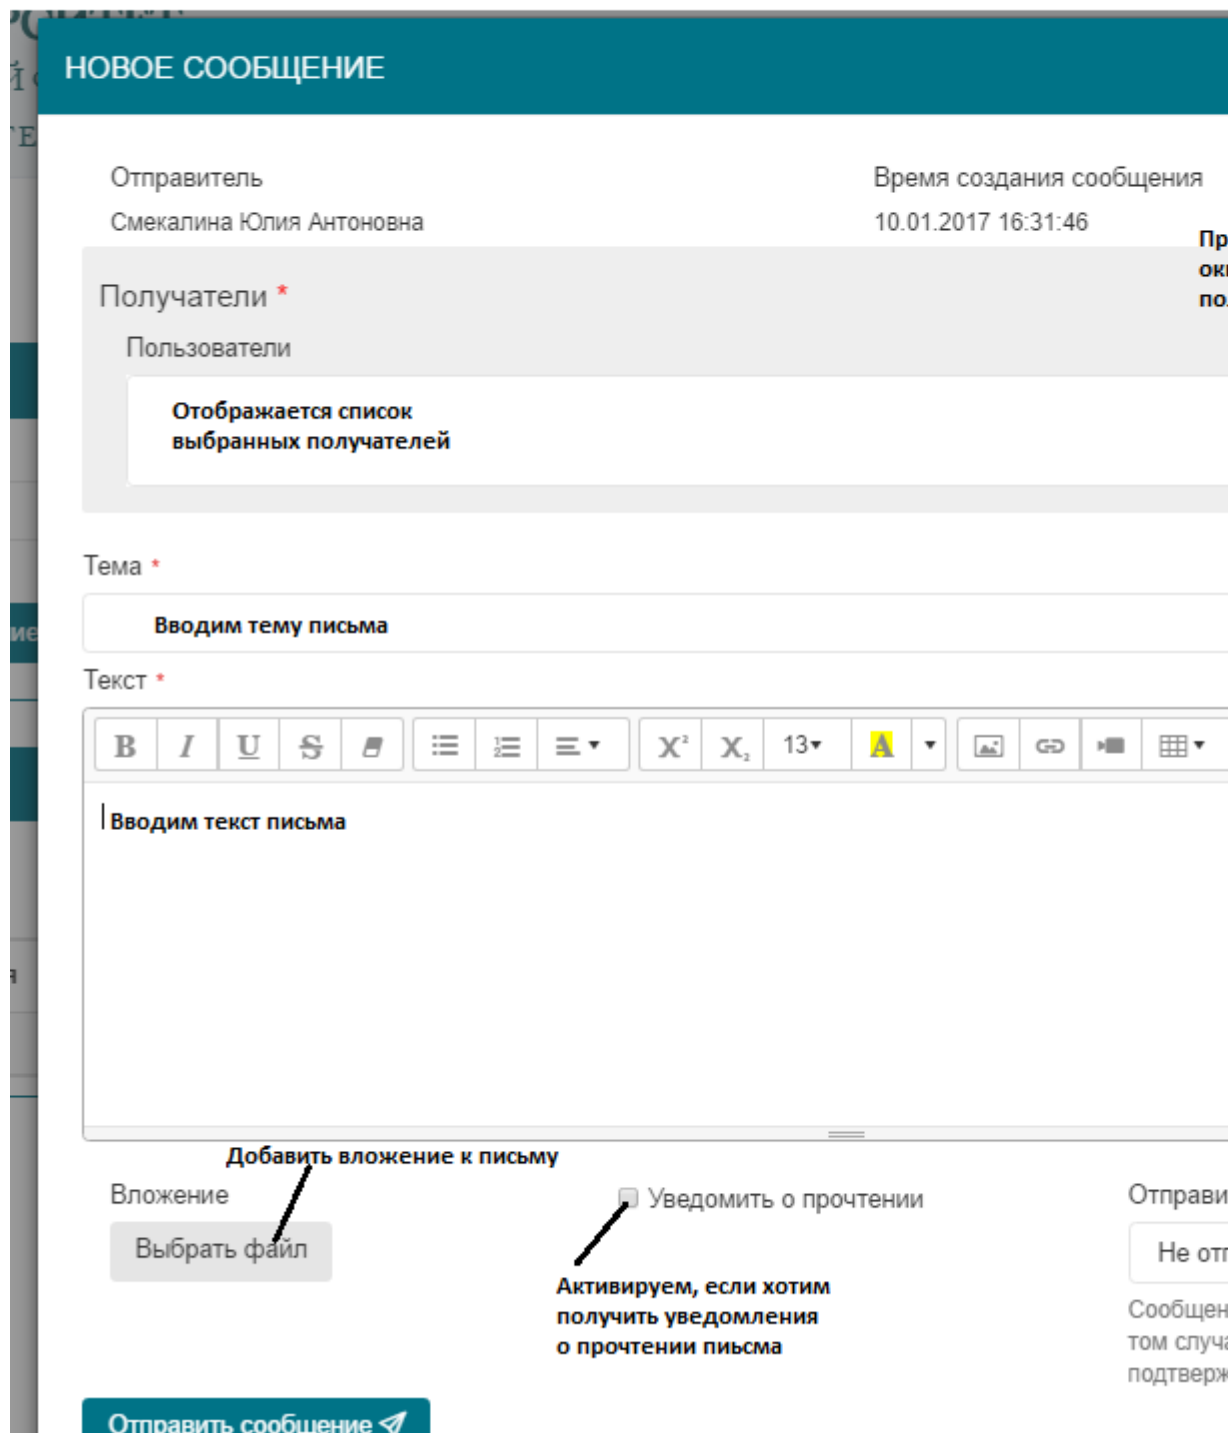 НОВОЕ СООБЩЕНИЕ
Отправитель
Время создания сообщения
Смекалина Юлия Антоновна
10.01.2017 16:31:46
Получатели *
Пользователи
Отображается список
выбранных получателей
Тема *
Вводим тему письма
Текст *
B I U S X² X₂ 13 A
Вводим текст письма
Добавить вложение к письму
Вложение
Уведомить о прочтении
Выбрать файл
Не
Активируем, если хотим
получить уведомления
о прочтении пиьсма
том
Отправить сообщение